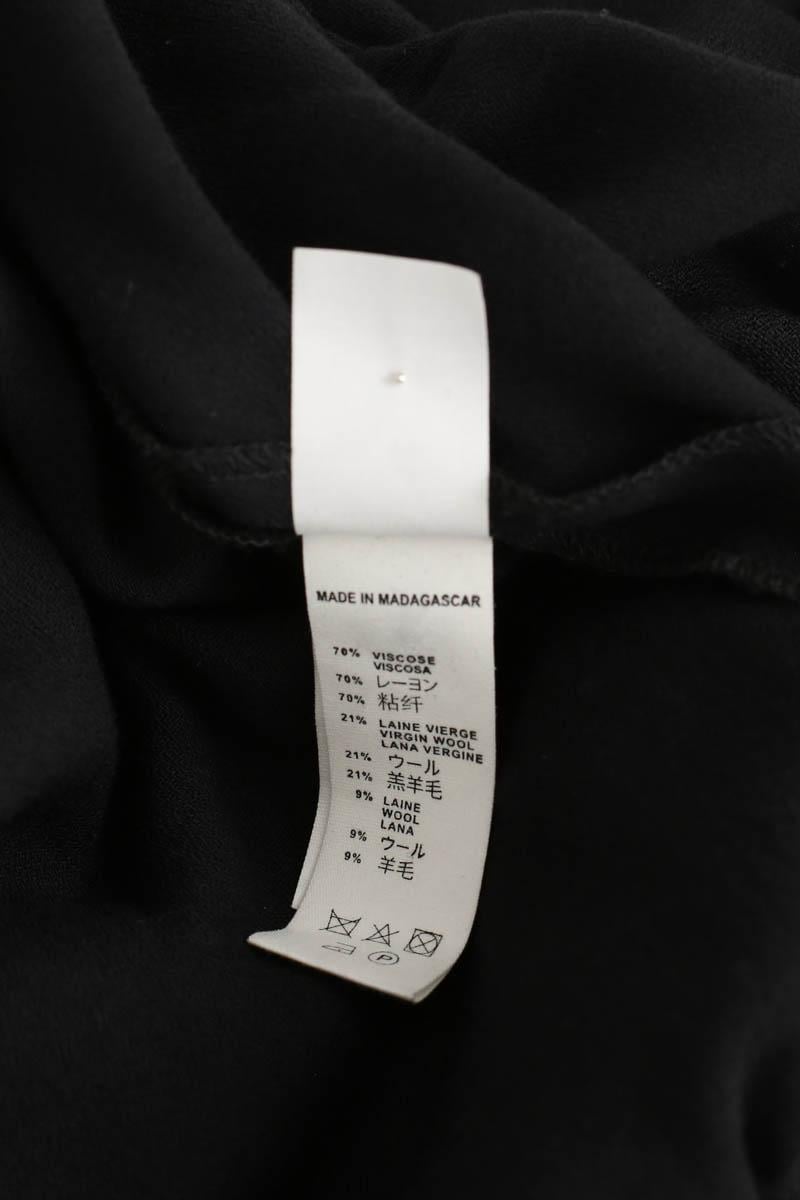 MADE IN MADAGASCAR
70% VISCOSE
VISCOSA
70% レーヨン
70% 粘纤
21% LAINE VIERGE
VIRGIN WOOL
LANA VERGINE
21% ウール
21% 羔羊毛
9% LAINE
WOOL
LANA
9% ウール
9% 羊毛
P